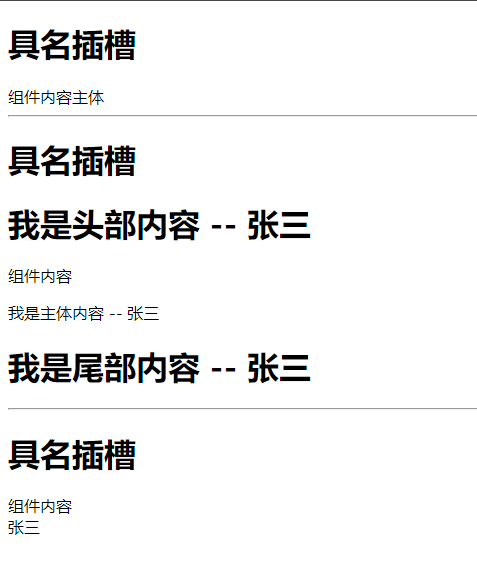 具名插槽
组件内容主体
具名插槽
我是头部内容 -- 张三
组件内容
我是主体内容 -- 张三
我是尾部内容 -- 张三
具名插槽
组件内容
张三